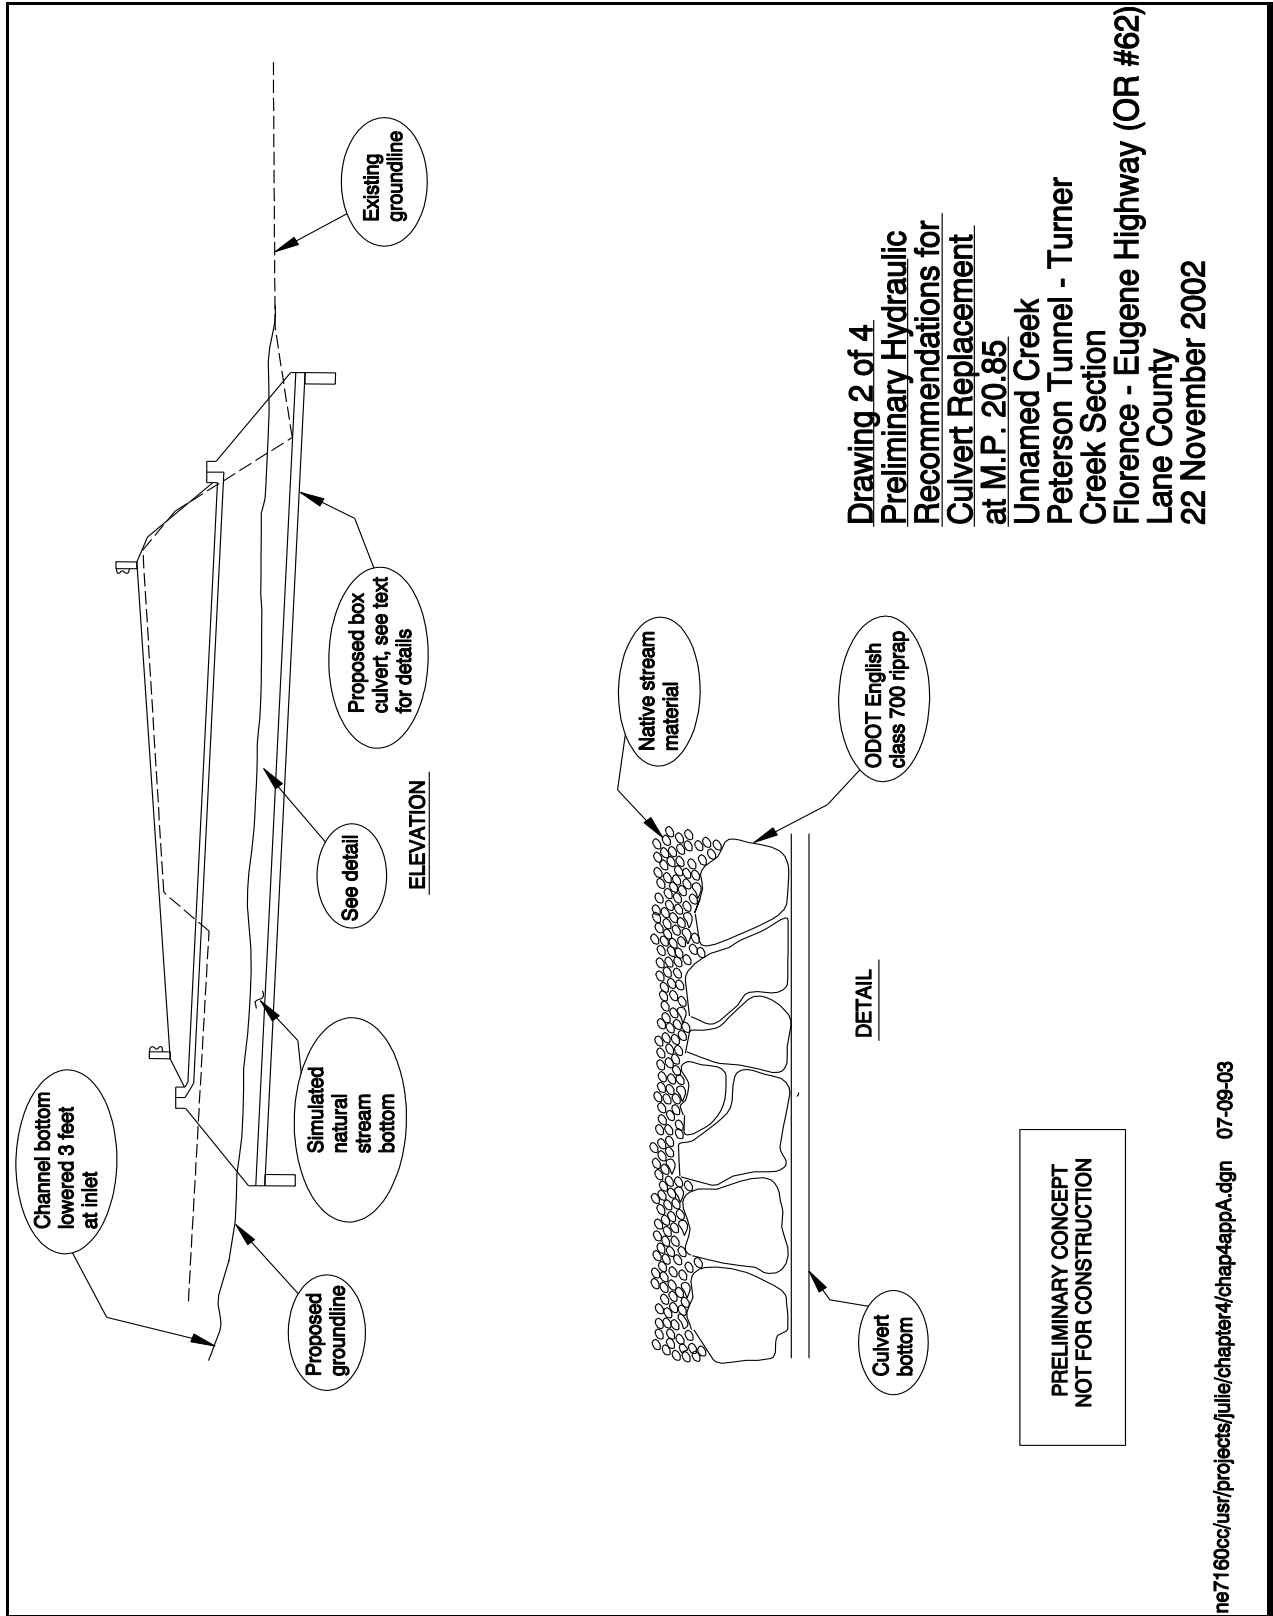 Channel bottom
lowered 3 feet
at inlet
Existing
groundline
Proposed
groundline
Simulated
natural
stream
bottom
See detail
Proposed box
culvert, see text
for details
ELEVATION
Native stream
material
ODOT English
class 700 riprap
Culvert
bottom
DETAIL
Drawing 2 of 4
Preliminary Hydraulic
Recommendations for
Culvert Replacement
at M.P. 20.85
Unnamed Creek
Peterson Tunnel - Turner
Creek Section
Florence - Eugene Highway (OR #62)
Lane County
22 November 2002
PRELIMINARY CONCEPT
NOT FOR CONSTRUCTION
ne7160cc/usr/projects/julie/chapter4/chap4appA.dgn 07-09-03